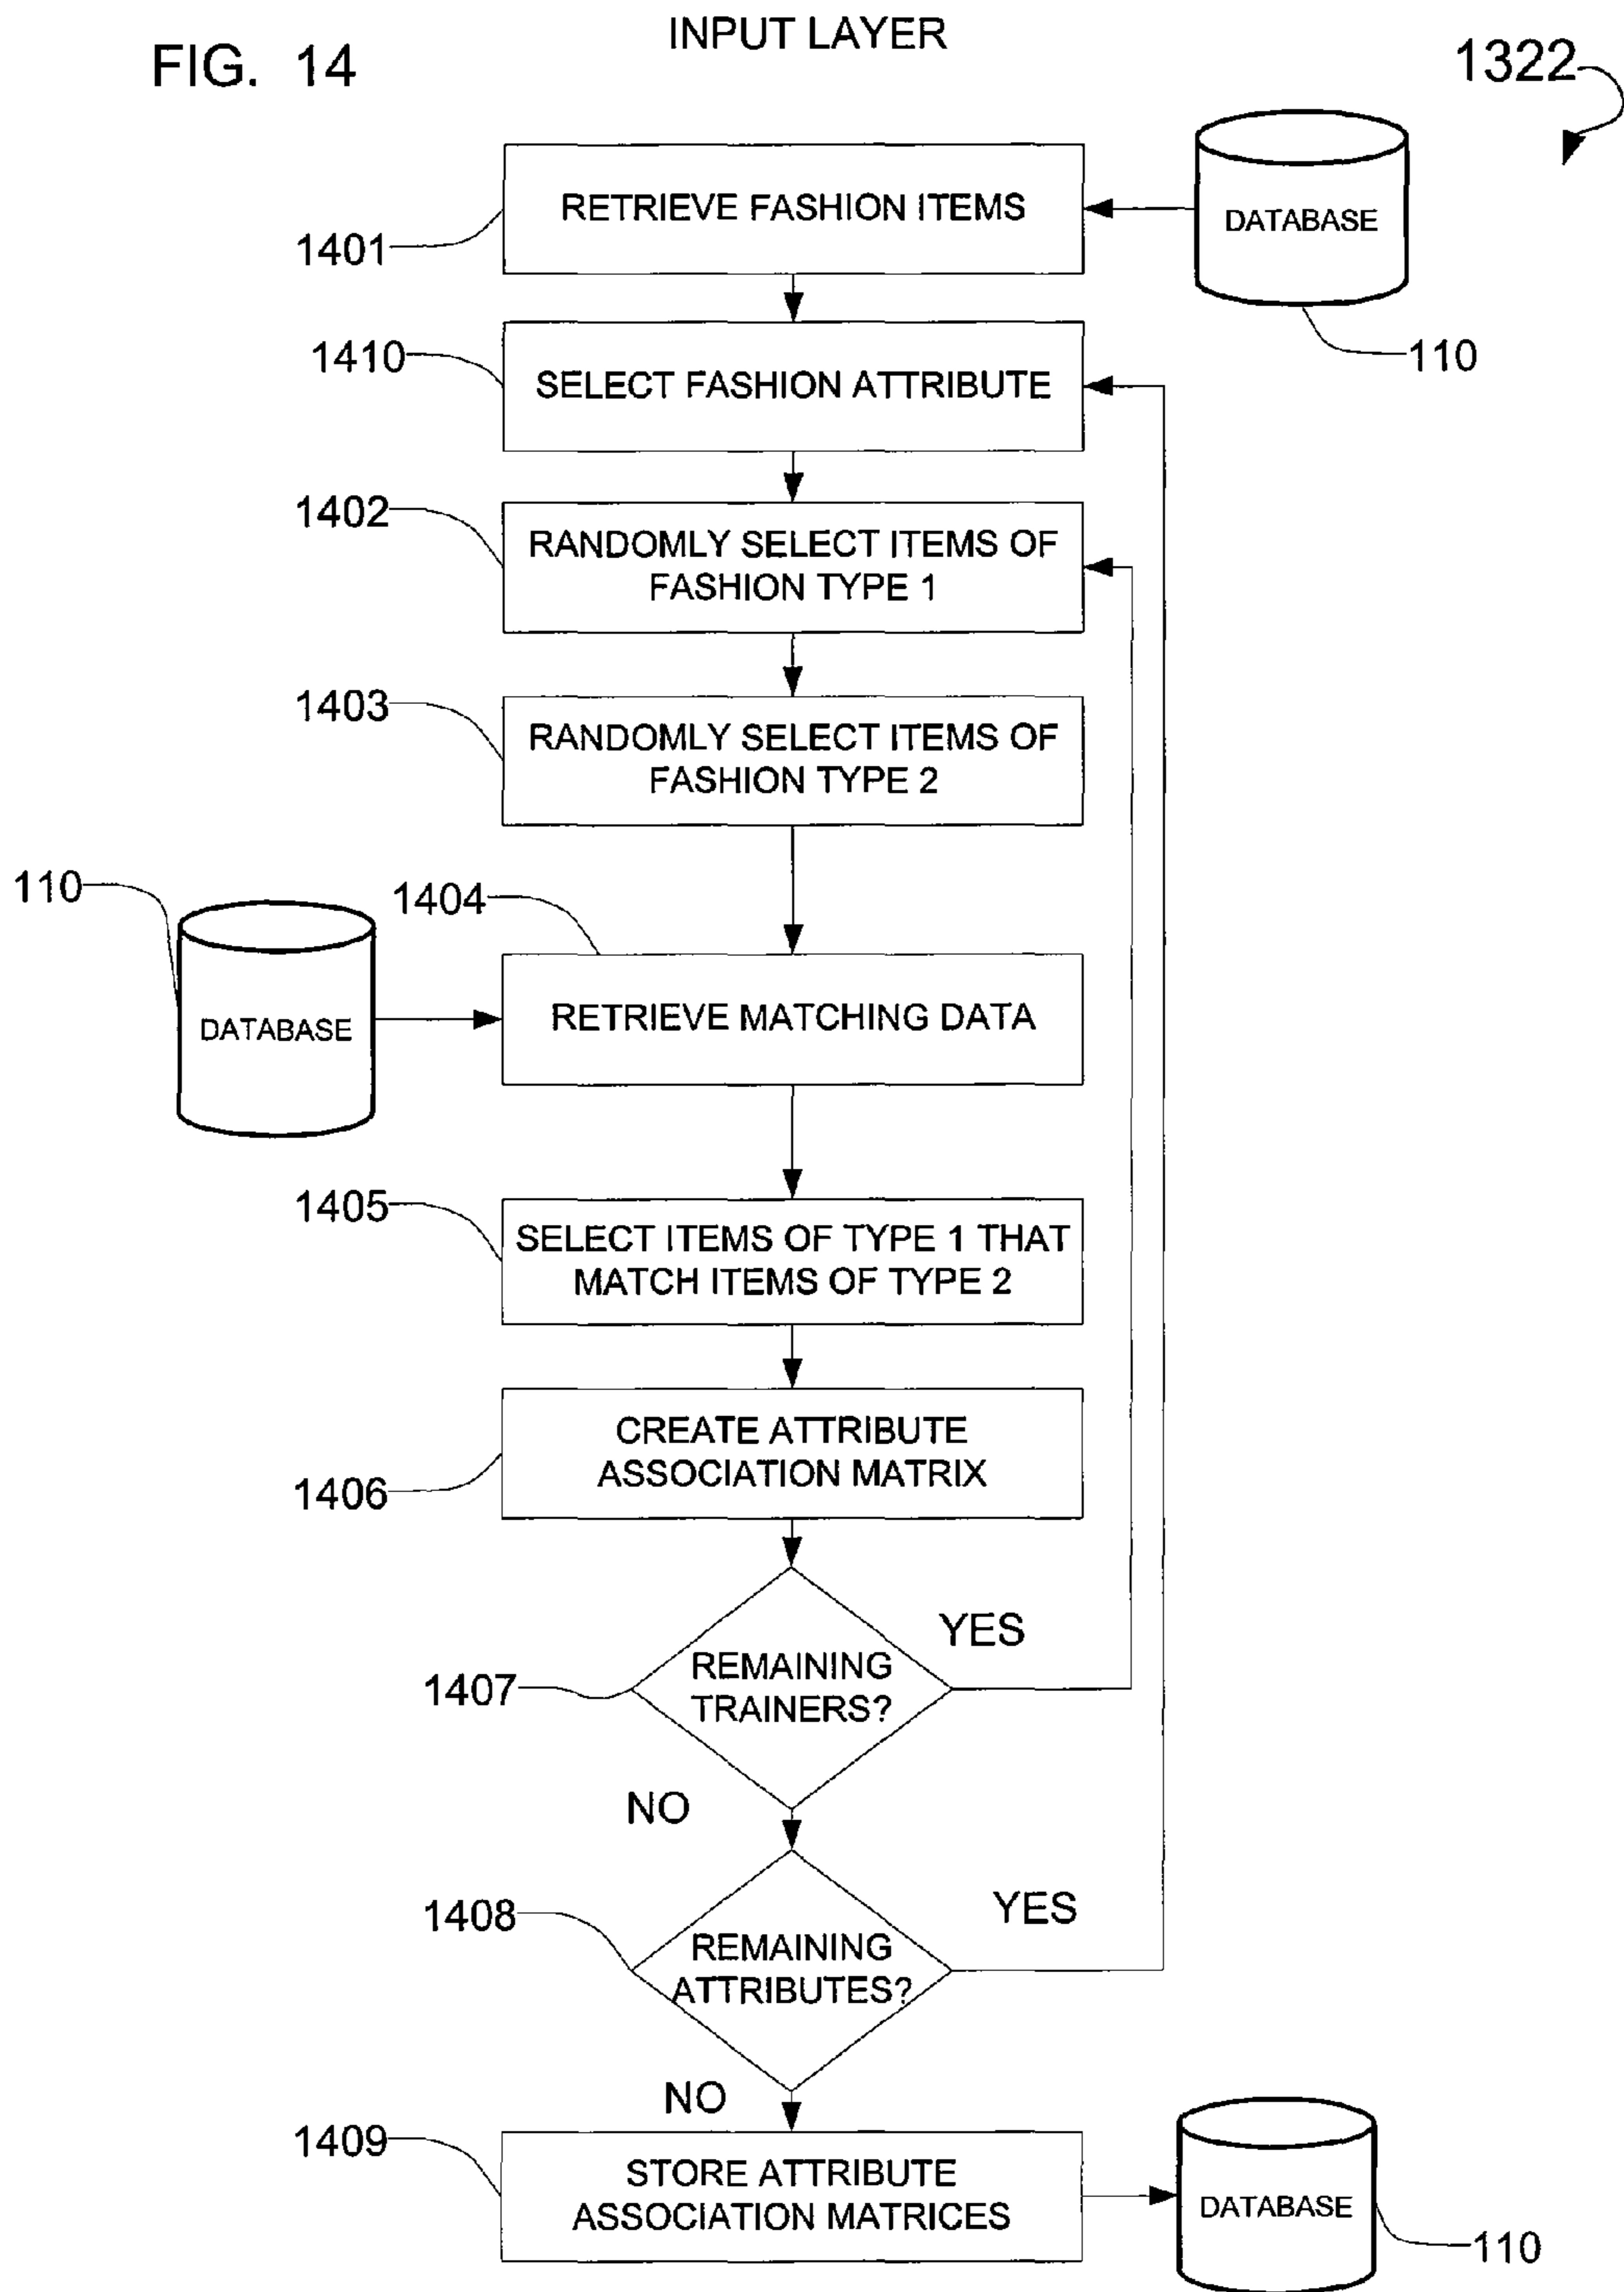 INPUT LAYER
FIG. 14
1322
RETRIEVE FASHION ITEMS
DATABASE
1401
110
1410
SELECT FASHION ATTRIBUTE
1402
RANDOMLY SELECT ITEMS OF
FASHION TYPE 1
1403
RANDOMLY SELECT ITEMS OF
FASHION TYPE 2
110
1404
DATABASE
RETRIEVE MATCHING DATA
1405
SELECT ITEMS OF TYPE 1 THAT
MATCH ITEMS OF TYPE 2
CREATE ATTRIBUTE
ASSOCIATION MATRIX
1406
YES
REMAINING
TRAINERS?
1407
NO
YES
1408
REMAINING
ATTRIBUTES?
NO
1409
STORE ATTRIBUTE
ASSOCIATION MATRICES
DATABASE
110